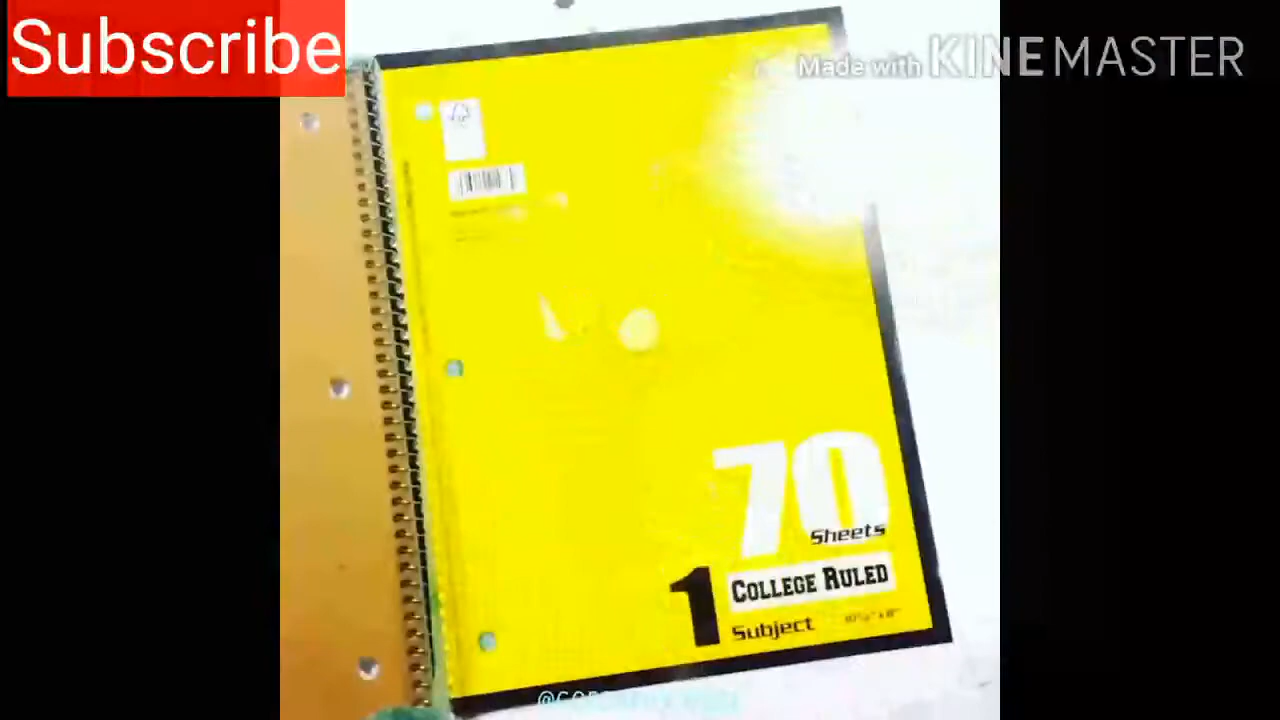 Subscribe
Made with KINEMASTER
70
Sheets
1
COLLEGE RULED
Subject